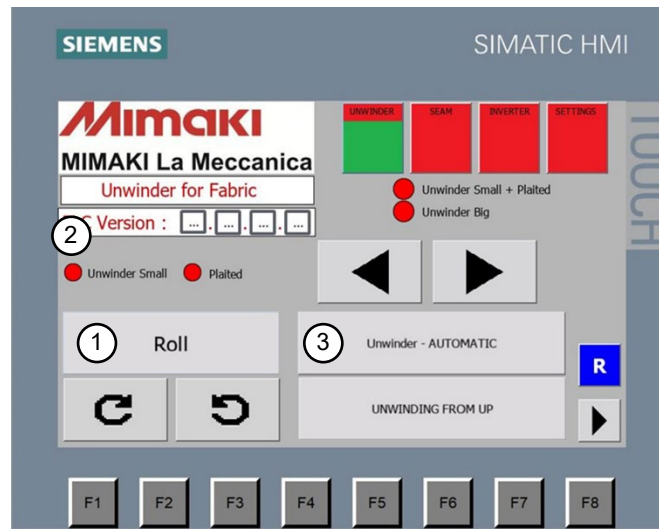 SIEMENS
SIMATIC HMI
TOUCH
Mimaki
MIMAKI La Meccanica
Unwinder for Fabric
C Version : ... . ... . ... . ...
2
UNWINDER
SEAM
INVERTER
SETTINGS
Unwinder Small + Plaited
Unwinder Big
Unwinder Small
Plaited
1
Roll
3
Unwinder - AUTOMATIC
R
UNWINDING FROM UP
F1
F2
F3
F4
F5
F6
F7
F8